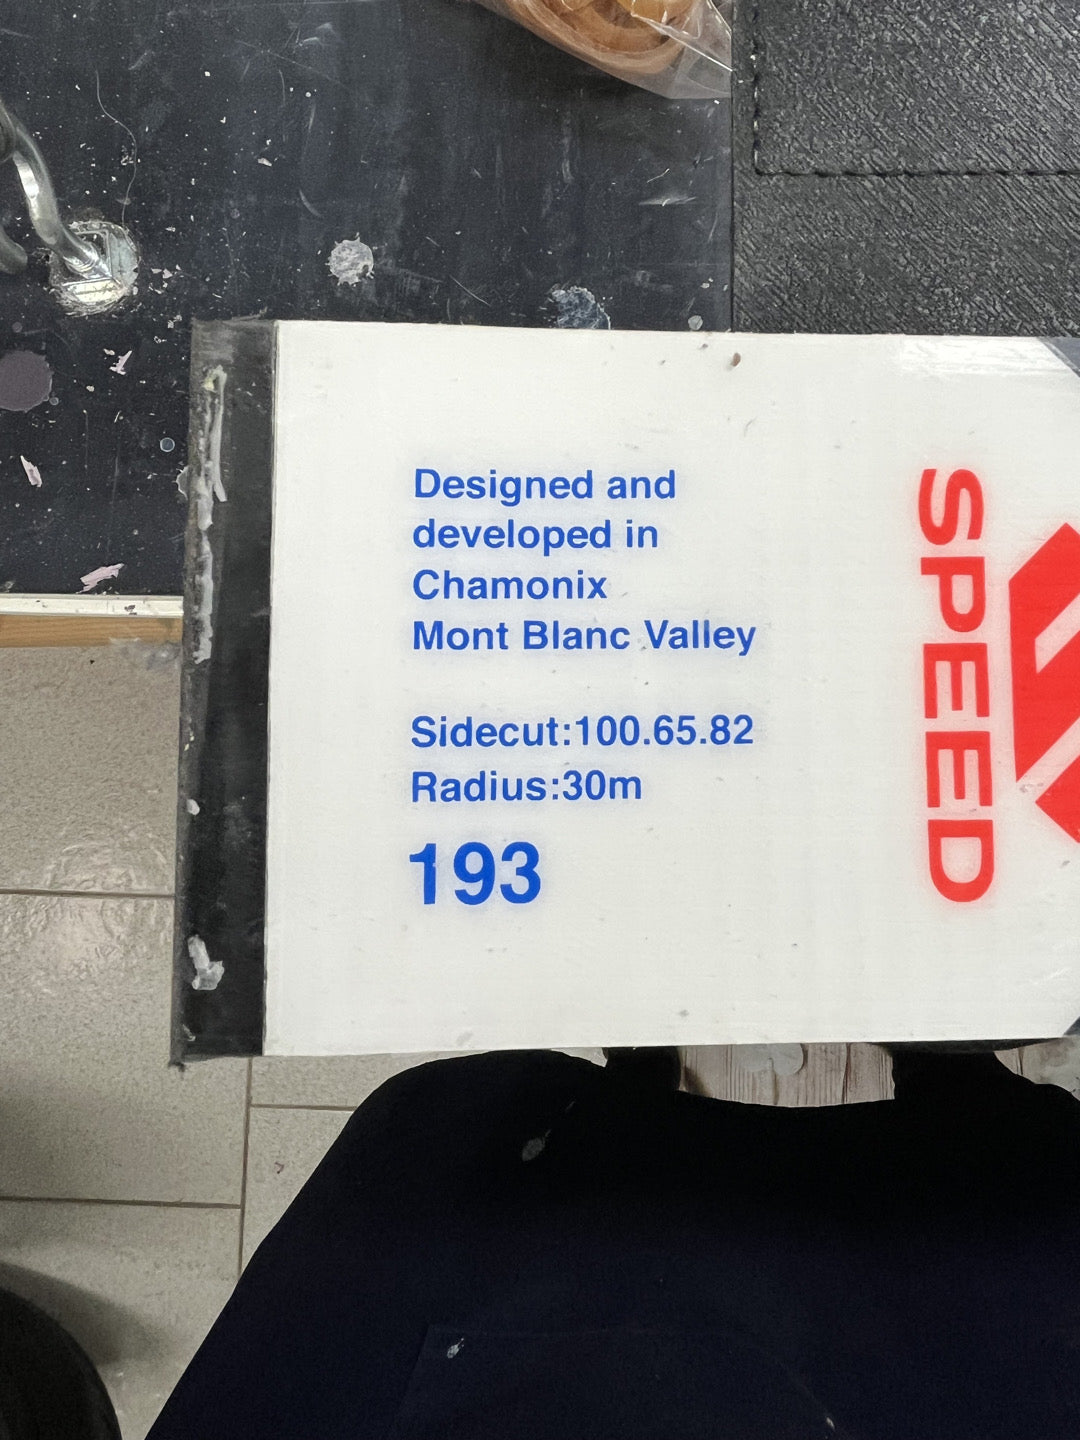 Designed and
developed in
Chamonix
Mont Blanc Valley
Sidecut:100.65.82
Radius:30m
193
SPEED